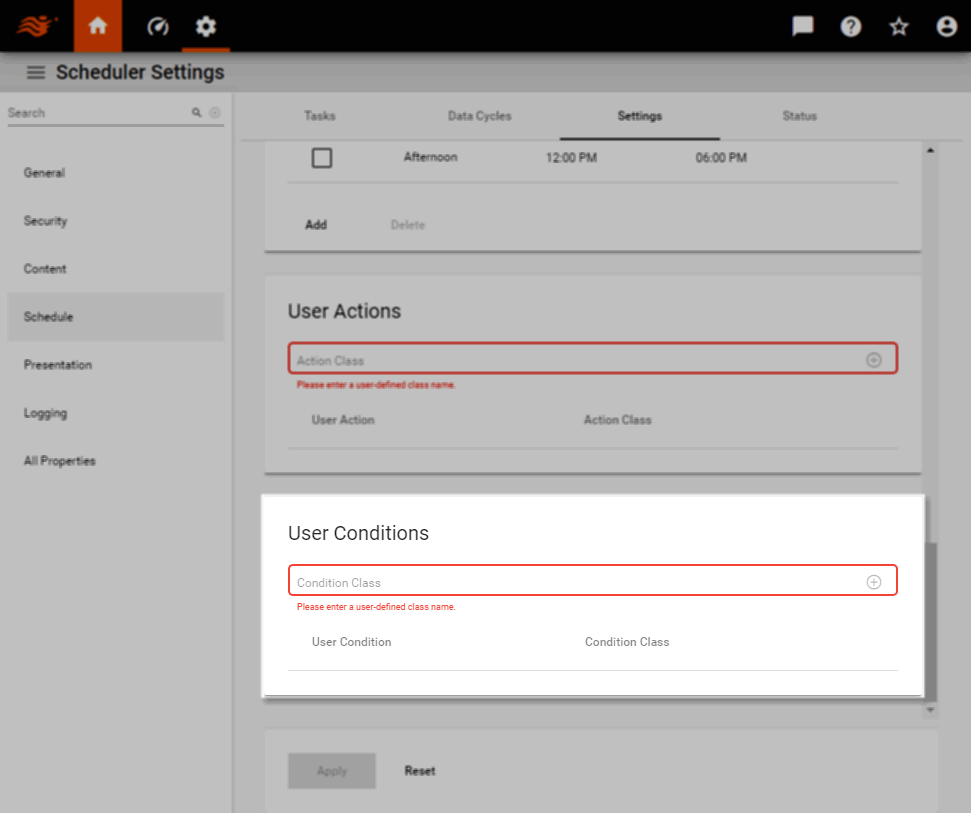 Scheduler Settings
Search
General
Security
Content
Schedule
Presentation
Logging
All Properties
Tasks Data Cycles Settings Status
Afternoon 12:00 PM 06:00 PM
Add Delete
User Actions
Action Class
Please enter a user-defined class name.
User Action Action Class
User Conditions
Condition Class
Please enter a user-defined class name.
User Condition Condition Class
Apply Reset